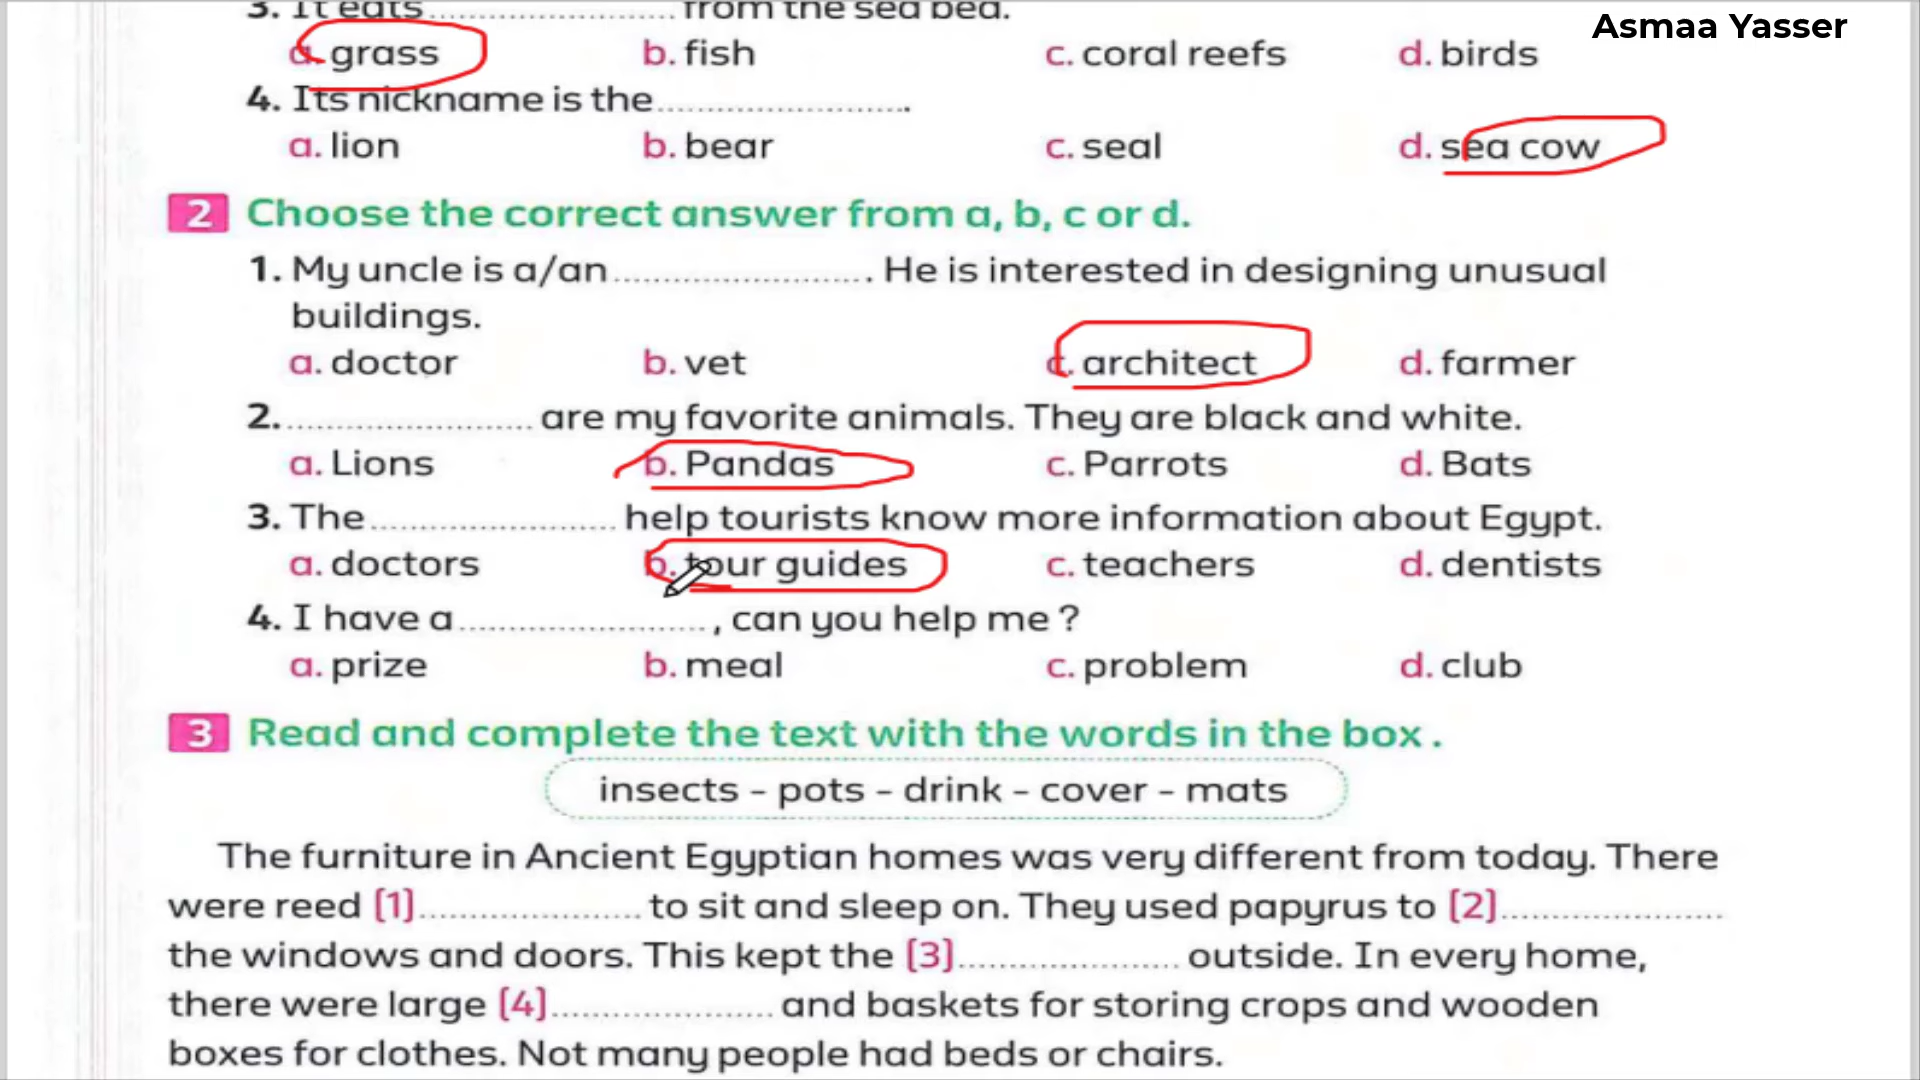 3. It eats ........................ from the sea bed.
Asmaa Yasser
a. grass b. fish c. coral reefs d. birds
4. Its nickname is the ........................ .
a. lion b. bear c. seal d. sea cow
2 Choose the correct answer from a, b, c or d.
1. My uncle is a/an ........................ . He is interested in designing unusual
buildings.
a. doctor b. vet c. architect d. farmer
2. ........................ are my favorite animals. They are black and white.
a. Lions b. Pandas c. Parrots d. Bats
3. The ........................ help tourists know more information about Egypt.
a. doctors b. tour guides c. teachers d. dentists
4. I have a ........................ , can you help me ?
a. prize b. meal c. problem d. club
3 Read and complete the text with the words in the box .
insects - pots - drink - cover - mats
The furniture in Ancient Egyptian homes was very different from today. There
were reed (1) ...................... to sit and sleep on. They used papyrus to (2) ......................
the windows and doors. This kept the (3) ...................... outside. In every home,
there were large (4) ...................... and baskets for storing crops and wooden
boxes for clothes. Not many people had beds or chairs.